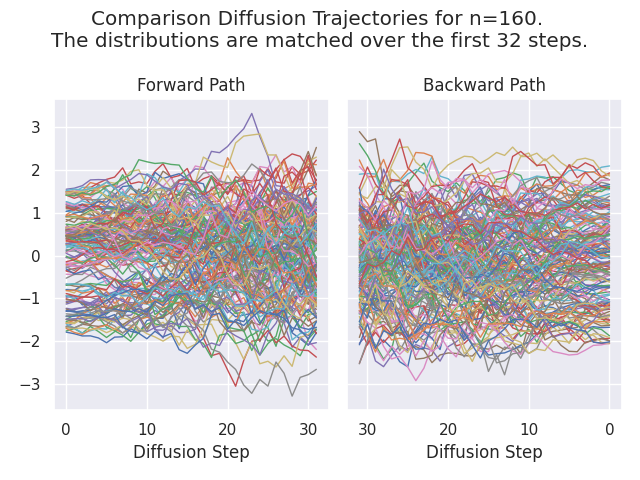 Comparison Diffusion Trajectories for n=160.
The distributions are matched over the first 32 steps.
Forward Path
Backward Path
3
2
1
0
−1
−2
−3
0 10 20 30
30 20 10 0
Diffusion Step
Diffusion Step